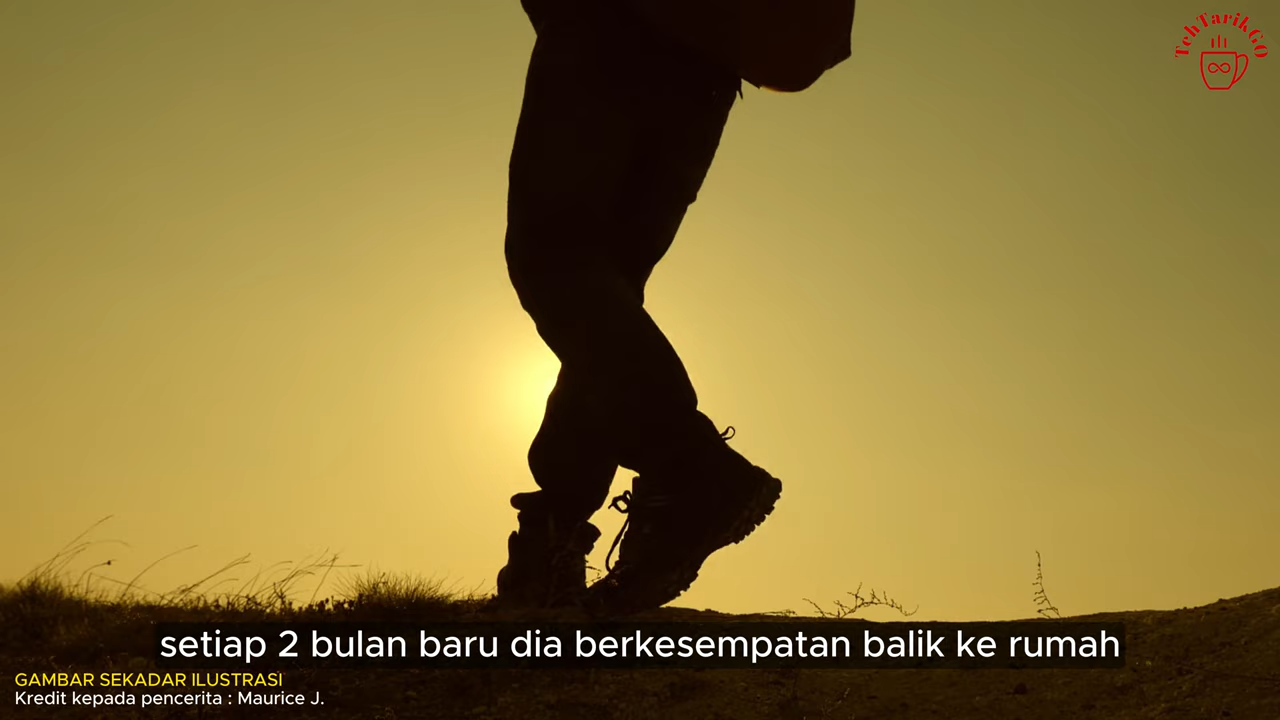 TehTarikGO
setiap 2 bulan baru dia berkesempatan balik ke rumah
GAMBAR SEKADAR ILUSTRASI
Kredit kepada pencerita : Maurice J.